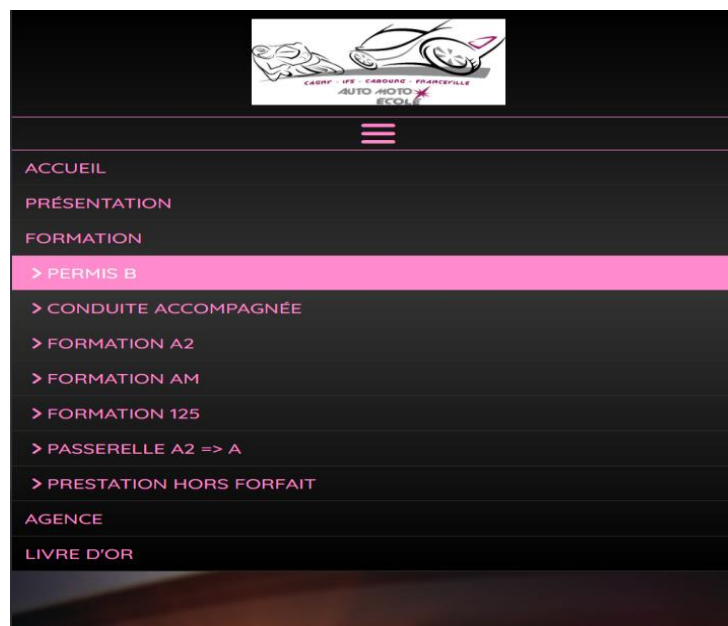 CAGNY - IFS - CABOURG - FRANCEVILLE
AUTO MOTO
ECOLE
ACCUEIL
PRÉSENTATION
FORMATION
> PERMIS B
> CONDUITE ACCOMPAGNÉE
> FORMATION A2
> FORMATION AM
> FORMATION 125
> PASSERELLE A2 => A
> PRESTATION HORS FORFAIT
AGENCE
LIVRE D'OR